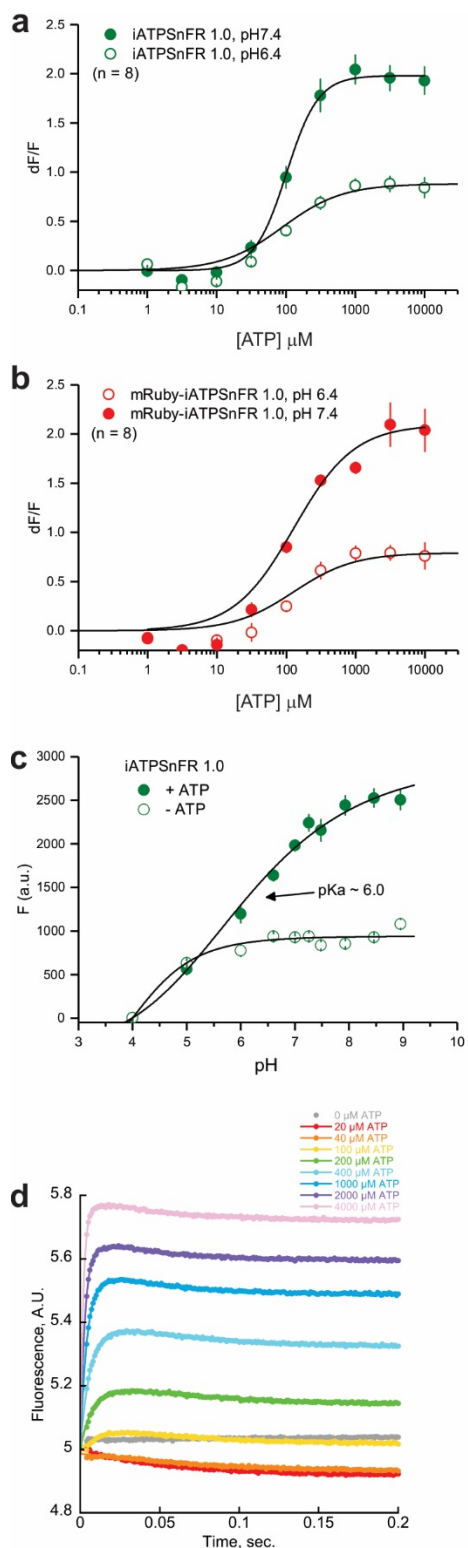 a
iATPSnFR 1.0, pH7.4
iATPSnFR 1.0, pH6.4
(n = 8)
2.5
2.0
1.5
1.0
0.5
0.0
dF/F
0.1 1 10 100 1000 10000
[ATP] μM
b
mRuby-iATPSnFR 1.0, pH 6.4
mRuby-iATPSnFR 1.0, pH 7.4
(n = 8)
2.5
2.0
1.5
1.0
0.5
0.0
dF/F
0.1 1 10 100 1000 10000
[ATP] μM
c
iATPSnFR 1.0
+ ATP
- ATP
3000
2500
2000
1500
1000
500
0
F (a.u.)
pKa ~ 6.0
3 4 5 6 7 8 9 10
pH
0 μM ATP
20 μM ATP
40 μM ATP
100 μM ATP
200 μM ATP
400 μM ATP
1000 μM ATP
2000 μM ATP
4000 μM ATP
d
5.8
5.6
5.4
5.2
5
4.8
Fluorescence, A.U.
0 0.05 0.1 0.15 0.2
Time, sec.